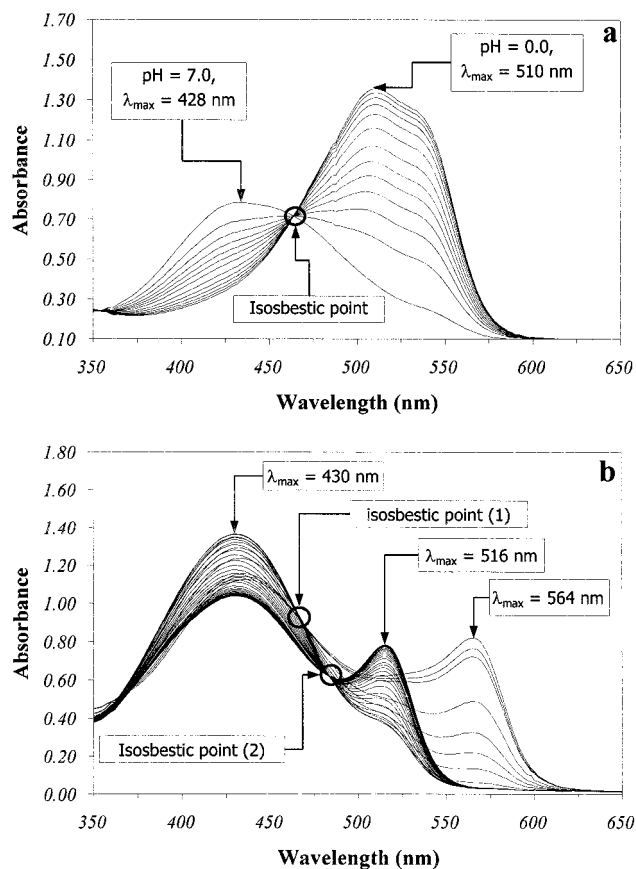 a
1.70
1.50
1.30
1.10
0.90
0.70
0.50
0.30
0.10
Absorbance
pH = 7.0,
λmax = 428 nm
pH = 0.0,
λmax = 510 nm
Isosbestic point
350 400 450 500 550 600 650
Wavelength (nm)
b
1.80
1.60
1.40
1.20
1.00
0.80
0.60
0.40
0.20
0.00
Absorbance
λmax = 430 nm
isosbestic point (1)
λmax = 516 nm
λmax = 564 nm
Isosbestic point (2)
350 400 450 500 550 600 650
Wavelength (nm)